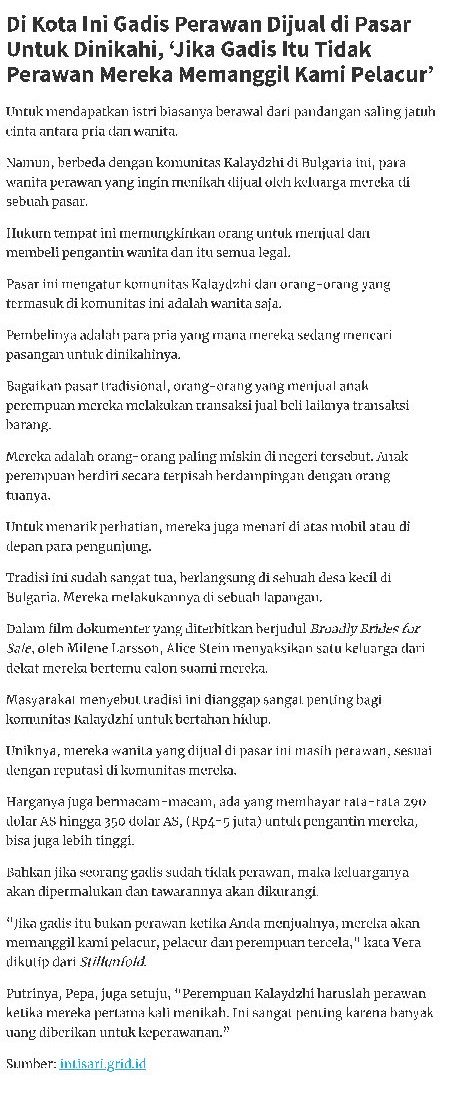 Di Kota Ini Gadis Perawan Dijual di Pasar
Untuk Dinikahi, ‘Jika Gadis Itu Tidak
Perawan Mereka Memanggil Kami Pelacur’
Untuk mendapatkan istri biasanya berawal dari pandangan saling jatuh
cinta antara pria dan wanita.
Namun, berbeda dengan komunitas Kalaydzhi di Bulgaria ini, para
wanita perawan yang ingin menikah dijual oleh keluarga mereka di
sebuah pasar.
Hukum tempat ini memungkinkan orang untuk menjual dan
membeli pengantin wanita dan itu semua legal.
Pasar ini mengatur komunitas Kalaydzhi dan orang-orang yang
termasuk di komunitas ini adalah wanita saja.
Pembelinya adalah para pria yang mana mereka sedang mencari
pasangan untuk dinikahinya.
Bagaikan pasar tradisional, orang-orang yang menjual anak
perempuan mereka melakukan transaksi jual beli laiknya transaksi
barang.
Mereka adalah orang-orang paling miskin di negeri tersebut. Anak
perempuan berdiri secara terpisah berdampingan dengan orang
tuanya.
Untuk menarik perhatian, mereka juga menari di atas mobil atau di
depan para pengunjung.
Tradisi ini sudah sangat tua, berlangsung di sebuah desa kecil di
Bulgaria. Mereka melakukannya di sebuah lapangan.
Dalam film dokumenter yang diterbitkan berjudul Broadly Brides for
Sale, oleh Milene Larsson, Alice Stein menyaksikan satu keluarga dari
dekat mereka bertemu calon suami mereka.
Masyarakat menyebut tradisi ini dianggap sangat penting bagi
komunitas Kalaydzhi untuk bertahan hidup.
Uniknya, mereka wanita yang dijual di pasar ini masih perawan, sesuai
dengan reputasi di komunitas mereka.
Harganya juga bermacam-macam, ada yang membayar rata-rata 290
dolar AS hingga 350 dolar AS, (Rp4-5 juta) untuk pengantin mereka,
bisa juga lebih tinggi.
Bahkan jika seorang gadis sudah tidak perawan, maka keluarganya
akan dipermalukan dan tawarannya akan dikurangi.
“Jika gadis itu bukan perawan ketika Anda menjualnya, mereka akan
memanggil kami pelacur, pelacur dan perempuan tercela," kata Vera
dikutip dari Stillunfold.
Putrinya, Pepa, juga setuju, "Perempuan Kalaydzhi haruslah perawan
ketika mereka pertama kali menikah. Ini sangat penting karena banyak
uang diberikan untuk keperawanan.”
Sumber: intisari.grid.id